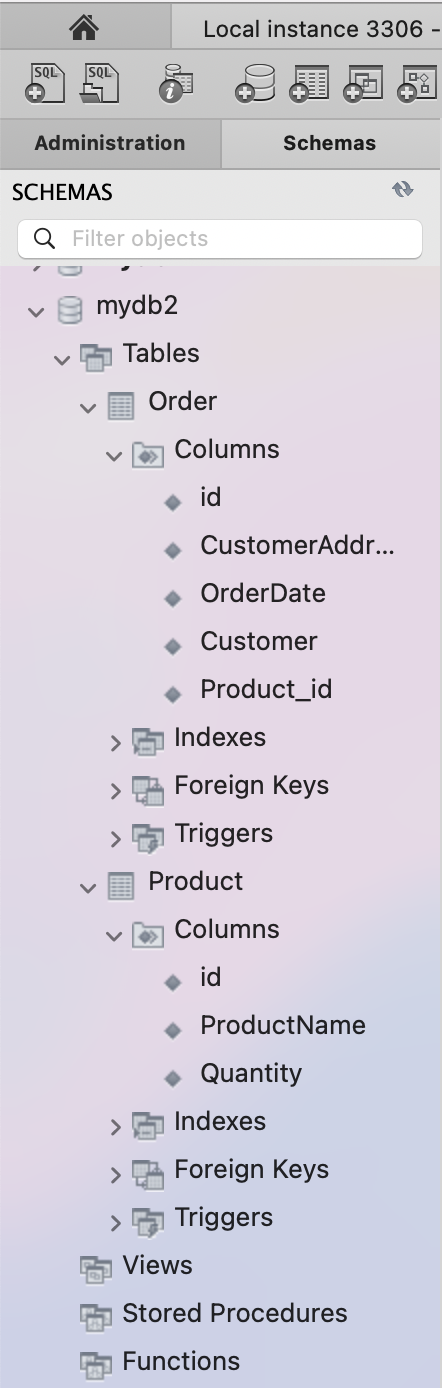 Local instance 3306 -
SQL SQL
Administration Schemas
SCHEMAS
Filter objects
mydb2
Tables
Order
Columns
id
CustomerAddr...
OrderDate
Customer
Product_id
Indexes
Foreign Keys
Triggers
Product
Columns
id
ProductName
Quantity
Indexes
Foreign Keys
Triggers
Views
Stored Procedures
Functions